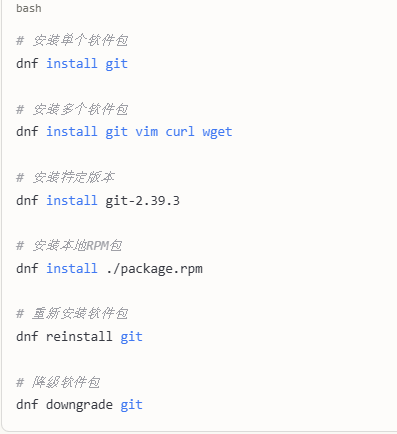 bash
# 安装单个软件包
dnf install git
# 安装多个软件包
dnf install git vim curl wget
# 安装特定版本
dnf install git-2.39.3
# 安装本地RPM包
dnf install ./package.rpm
# 重新安装软件包
dnf reinstall git
# 降级软件包
dnf downgrade git